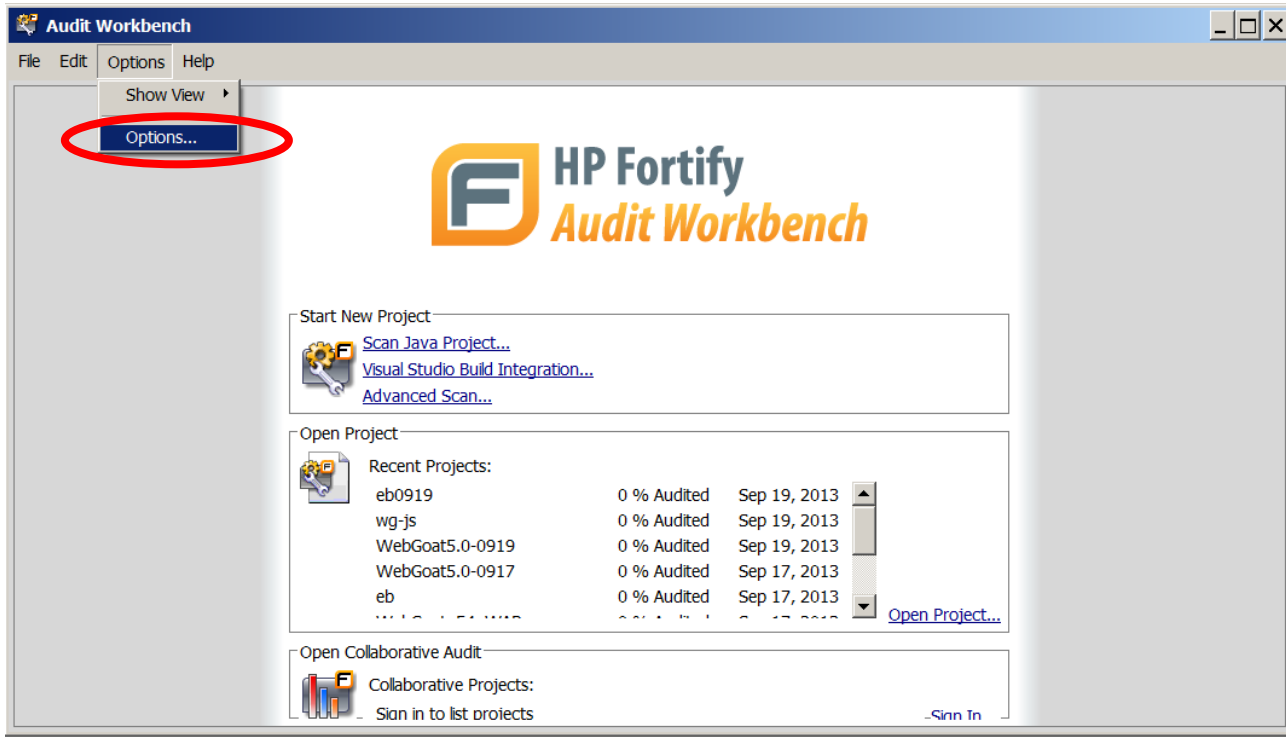 Audit Workbench
File Edit Options Help
Show View
Options...
F HP Fortify
Audit Workbench
Start New Project
Scan Java Project...
Visual Studio Build Integration...
Advanced Scan...
Open Project
Recent Projects:
eb0919 0 % Audited Sep 19, 2013
wg-js 0 % Audited Sep 19, 2013
WebGoat5.0-0919 0 % Audited Sep 19, 2013
WebGoat5.0-0917 0 % Audited Sep 17, 2013
eb 0 % Audited Sep 17, 2013
Open Project...
Open Collaborative Audit
Collaborative Projects:
Sign in to list projects Sign In